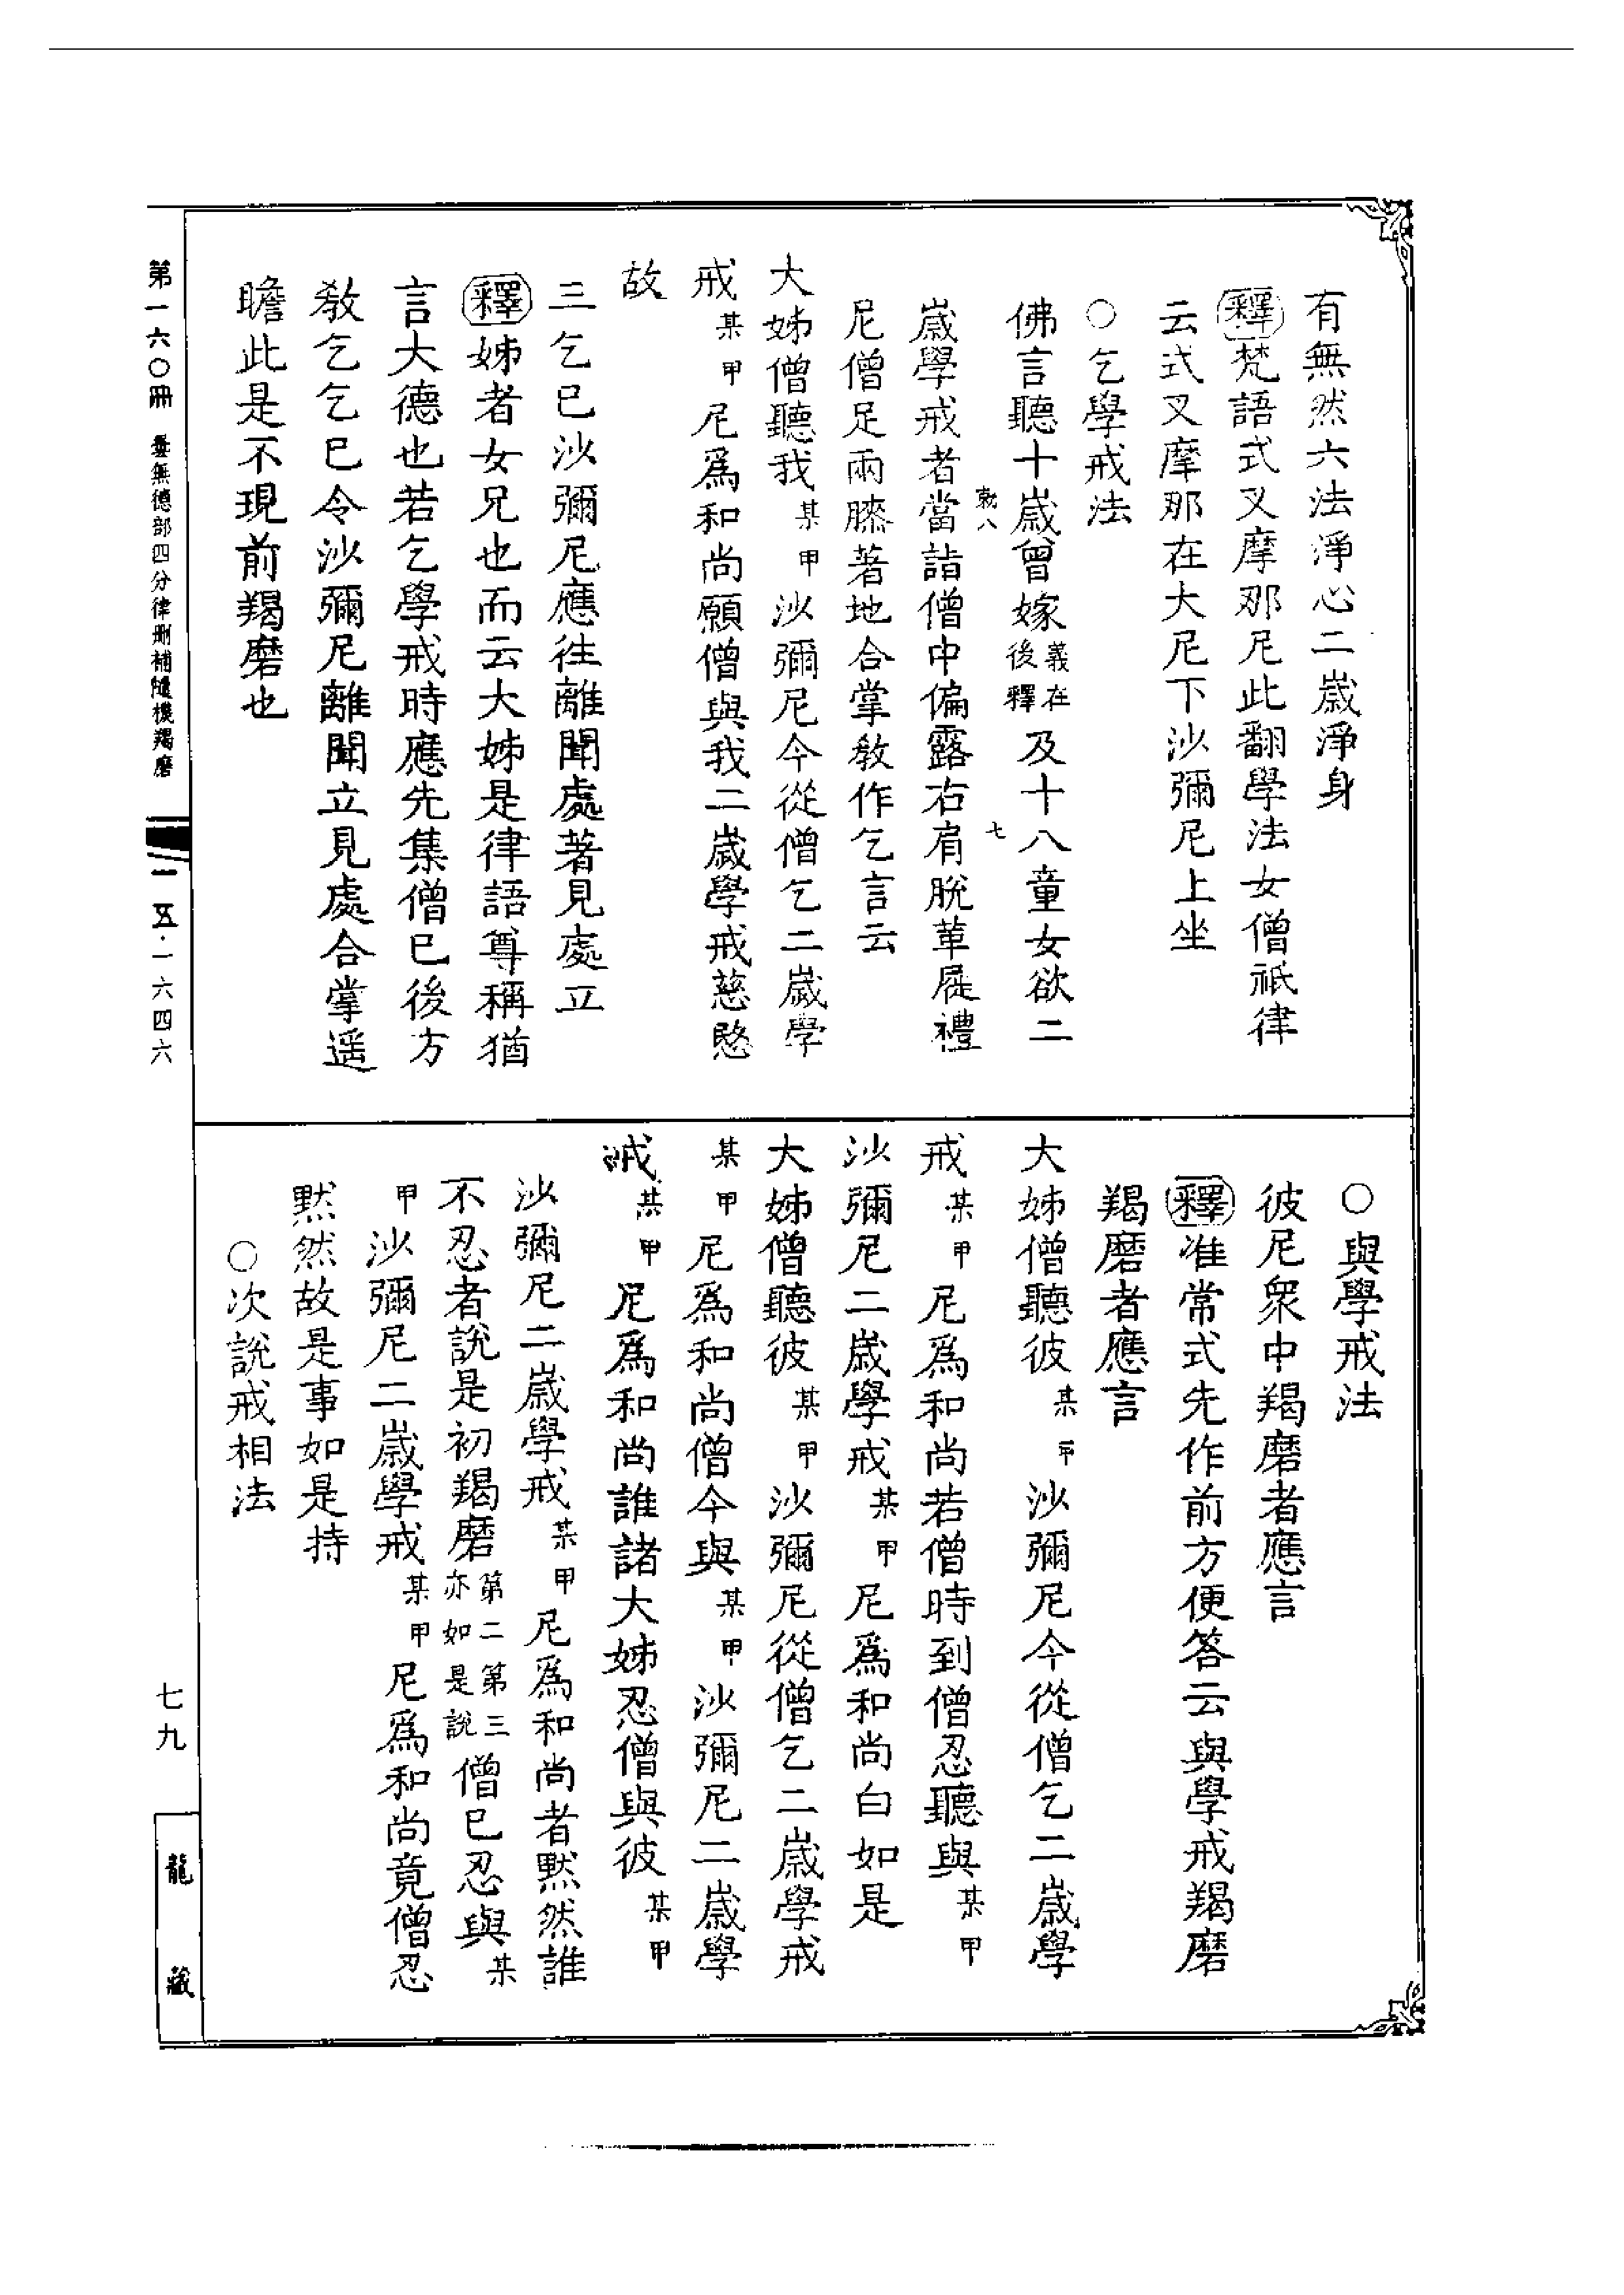 有無然六法淨心二歲淨身
釋梵語式叉摩那尼此翻學法女僧祇律
云式叉摩那在大尼下沙彌尼上坐
○乞學戒法
佛言聽十歲曾嫁義在後釋及十八童女欲二
歲學戒者當詣僧中偏露右肩脫革屣禮
尼僧足兩膝著地合掌教作乞言云
大姊僧聽我某甲沙彌尼今從僧乞二歲學
戒某甲尼爲和尚願僧與我二歲學戒慈愍
故
三乞巳沙彌尼應往離聞處著見處立
釋姊者女兄也而云大姊是律語尊稱猶
言大德也若乞學戒時應先集僧巳後方
教乞乞巳令沙彌尼離聞立見處合掌遥
瞻此是不現前羯磨也
○與學戒法
彼尼衆中羯磨者應言
釋准常式先作前方便答云與學戒羯磨
羯磨者應言
大姊僧聽彼某甲沙彌尼今從僧乞二歲學
戒某甲尼爲和尚若僧時到僧忍聽與某甲
沙彌尼二歲學戒某甲尼爲和尚白如是
大姊僧聽彼某甲沙彌尼從僧乞二歲學戒
某甲尼爲和尚僧今與某甲沙彌尼二歲學
戒某甲尼爲和尚誰諸大姊忍僧與彼某甲
沙彌尼二歲學戒某甲尼爲和尚者默然誰
不忍者說是初羯磨第二第三亦如是說僧巳忍與某
甲沙彌尼二歲學戒某甲尼爲和尚竟僧忍
默然故是事如是持
○次說戒相法
第一六〇冊 曇無德部四分律刪補隨機羯磨
五·一六四六
七九
龍藏